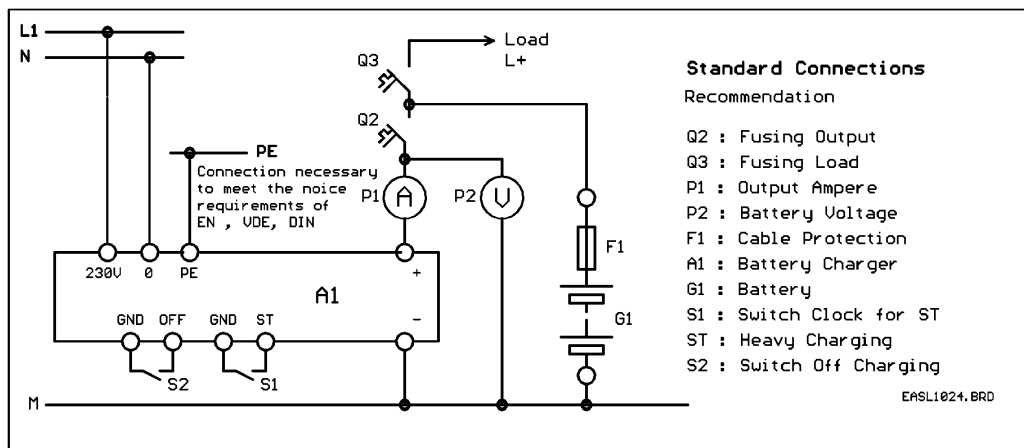 L1
N
PE
Connection necessary
to meet the noice
requirements of
EN , VDE, DIN
Load
L+
Q3
Q2
P1
A
P2
V
F1
G1
230V
0
PE
+
A1
-
GND
OFF
GND
ST
S2
S1
M
Standard Connections
Recommendation
Q2 : Fusing Output
Q3 : Fusing Load
P1 : Output Ampere
P2 : Battery Voltage
F1 : Cable Protection
A1 : Battery Charger
G1 : Battery
S1 : Switch Clock for ST
ST : Heavy Charging
S2 : Switch Off Charging
EASL1024.BRD